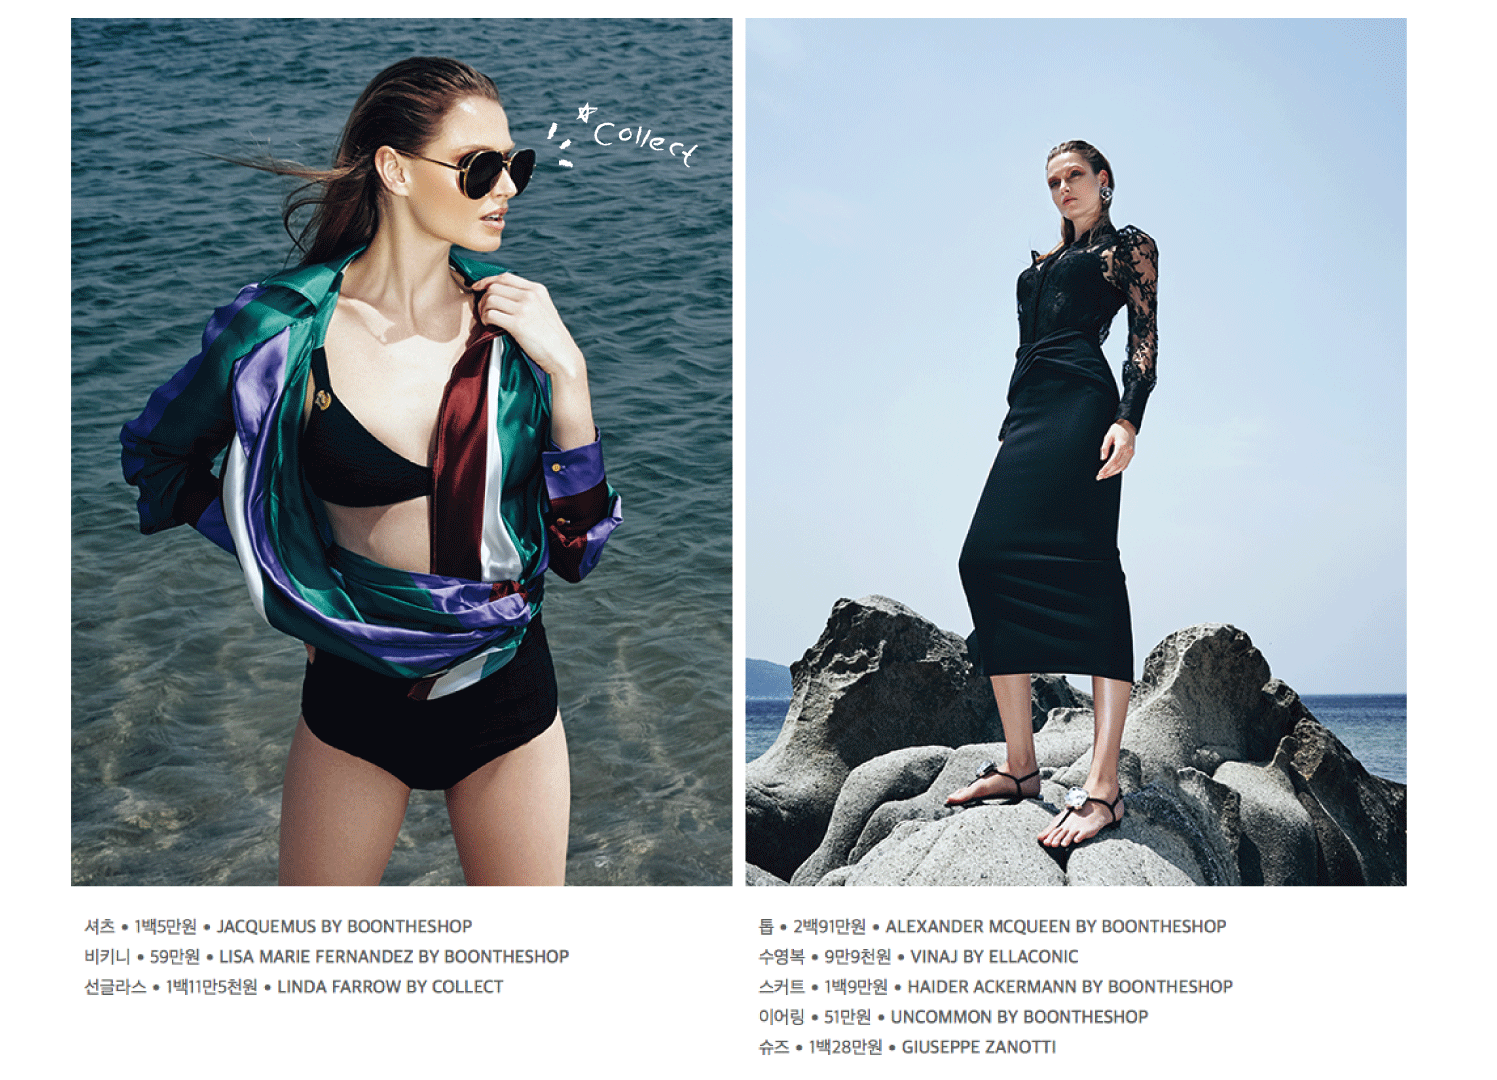 Collect
셔츠 • 1백5만원 • JACQUEMUS BY BOONTHESHOP
비키니 • 59만원 • LISA MARIE FERNANDEZ BY BOONTHESHOP
선글라스 • 1백11만5천원 • LINDA FARROW BY COLLECT
톱 • 2백91만원 • ALEXANDER MCQUEEN BY BOONTHESHOP
수영복 • 9만9천원 • VINAJ BY ELLACONIC
스커트 • 1백9만원 • HAIDER ACKERMANN BY BOONTHESHOP
이어링 • 51만원 • UNCOMMON BY BOONTHESHOP
슈즈 • 1백28만원 • GIUSEPPE ZANOTTI